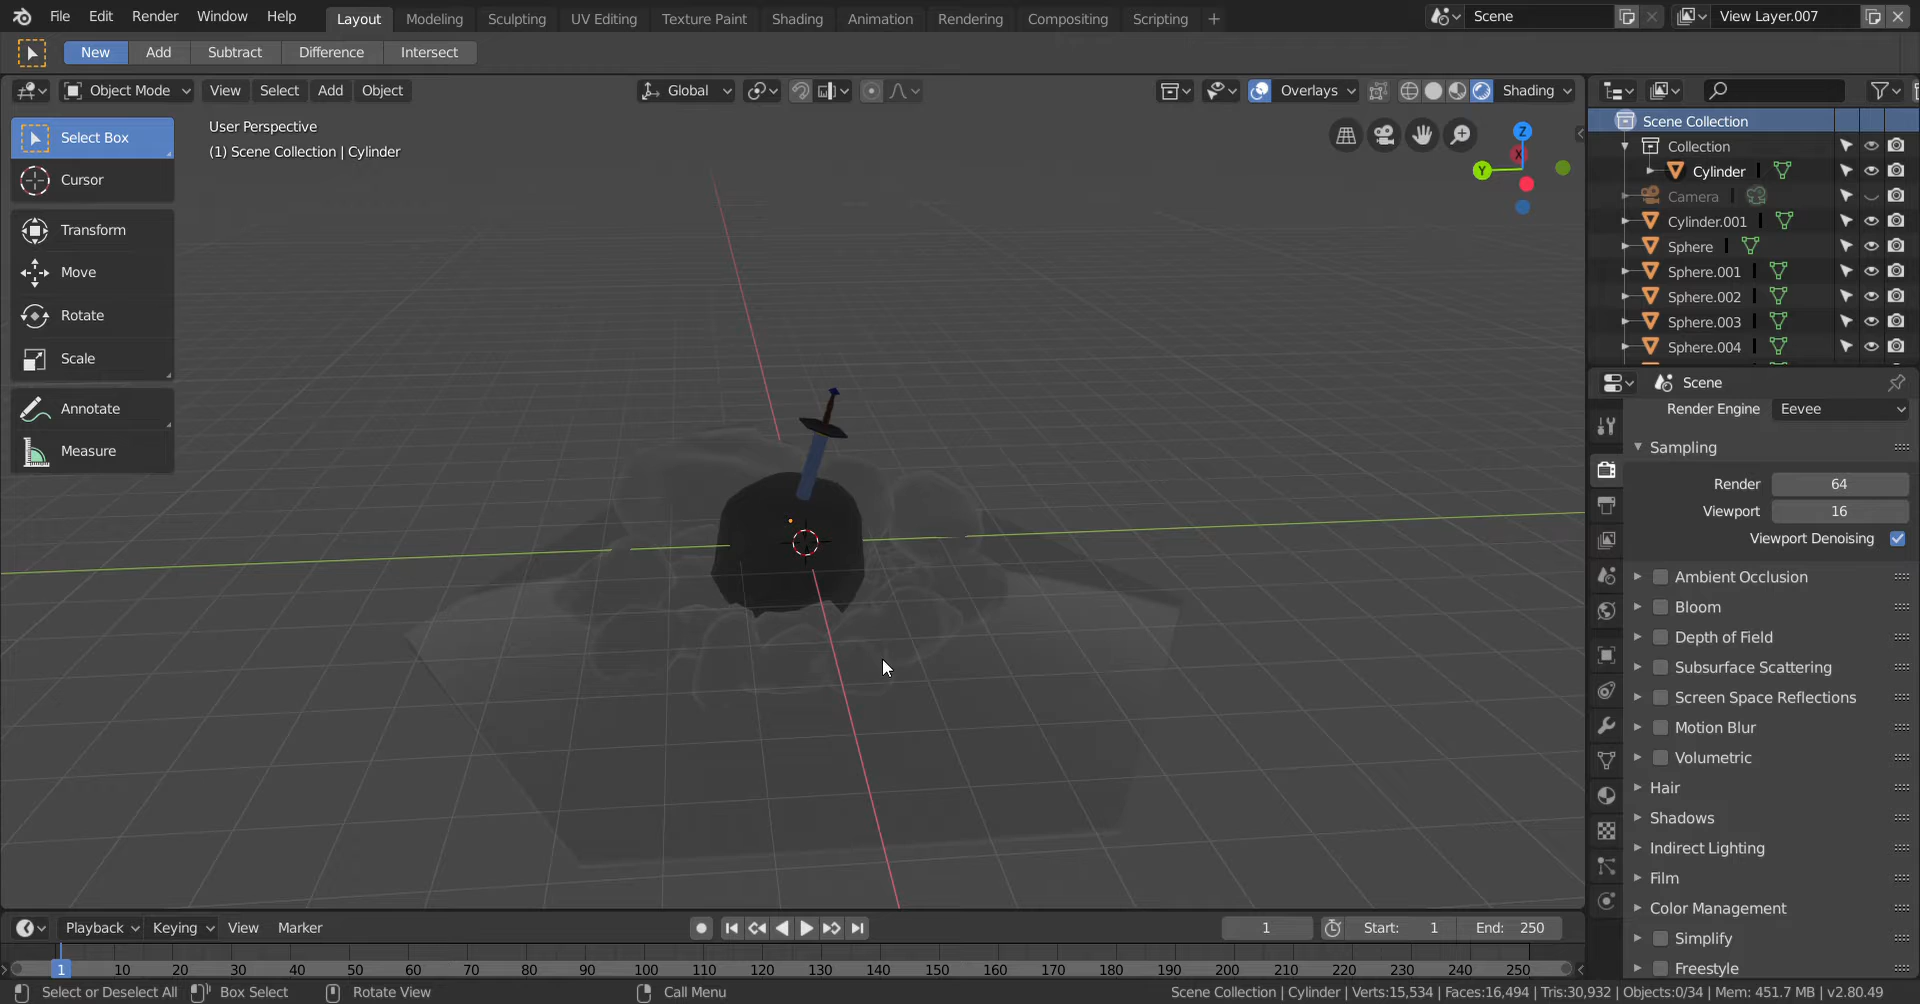 File Edit Render Window Help Layout Modeling Sculpting UV Editing Texture Paint Shading Animation Rendering Compositing Scripting + Scene View Layer.007
New Add Subtract Difference Intersect
Object Mode View Select Add Object Global Overlays Shading
Select Box
Cursor
Transform
Move
Rotate
Scale
Annotate
Measure
User Perspective
(1) Scene Collection | Cylinder
Z
X
Y
Scene Collection
Collection
Cylinder
Camera
Cylinder.001
Sphere
Sphere.001
Sphere.002
Sphere.003
Sphere.004
Scene
Render Engine Eevee
Sampling
Render 64
Viewport 16
Viewport Denoising
Ambient Occlusion
Bloom
Depth of Field
Subsurface Scattering
Screen Space Reflections
Motion Blur
Volumetric
Hair
Shadows
Indirect Lighting
Film
Color Management
Simplify
Freestyle
Playback Keying View Marker 1 Start: 1 End: 250
1 10 20 30 40 50 60 70 80 90 100 110 120 130 140 150 160 170 180 190 200 210 220 230 240 250
Select or Deselect All Box Select Rotate View Call Menu Scene Collection | Cylinder | Verts:15,534 | Faces:16,494 | Tris:30,932 | Objects:0/34 | Mem: 451.7 MB | v2.80.49